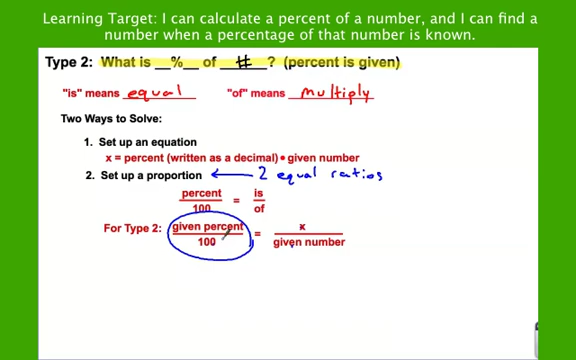 Learning Target: I can calculate a percent of a number, and I can find a
number when a percentage of that number is known.
Type 2: What is __%__ of __#__? (percent is given)
"is" means equal "of" means multiply
Two Ways to Solve:
1. Set up an equation
x = percent (written as a decimal) • given number
2. Set up a proportion ← 2 equal ratios
percent is
= 
100 of
given percent x
For Type 2: =
100 given number